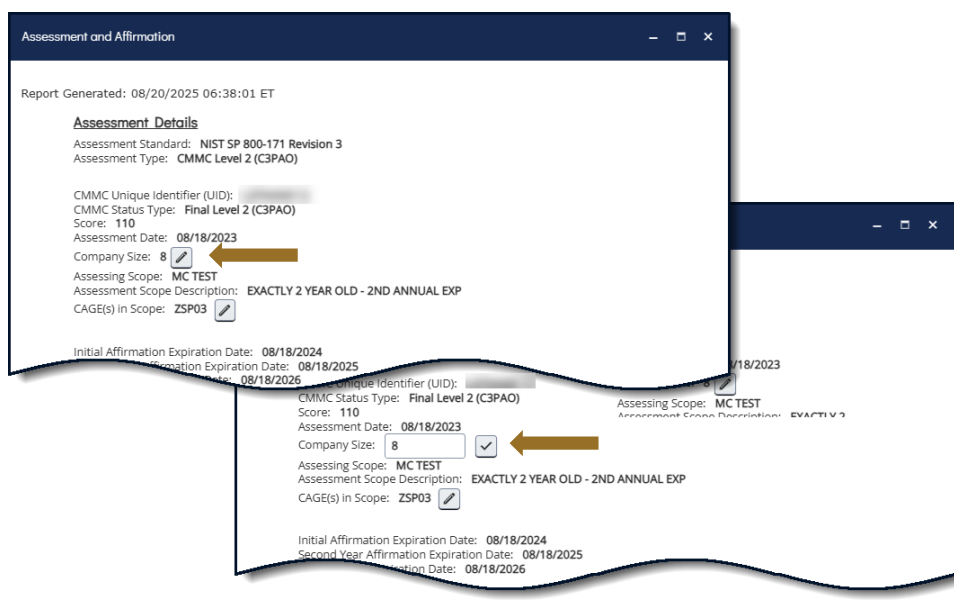 Assessment and Affirmation
Report Generated: 08/20/2025 06:38:01 ET
Assessment Details
Assessment Standard: NIST SP 800-171 Revision 3
Assessment Type: CMMC Level 2 (C3PAO)
CMMC Unique Identifier (UID):
CMMC Status Type: Final Level 2 (C3PAO)
Score: 110
Assessment Date: 08/18/2023
Company Size: 8
Assessing Scope: MC TEST
Assessment Scope Description: EXACTLY 2 YEAR OLD - 2ND ANNUAL EXP
CAGE(s) in Scope: ZSP03
Initial Affirmation Expiration Date: 08/18/2024
Expiration Date: 08/18/2025
08/18/2026
Unique Identifier (UID):
CMMC Status Type: Final Level 2 (C3PAO)
Score: 110
Assessment Date: 08/18/2023
Company Size: 8
Assessing Scope: MC TEST
Assessment Scope Description: EXACTLY 2 YEAR OLD - 2ND ANNUAL EXP
CAGE(s) in Scope: ZSP03
Initial Affirmation Expiration Date: 08/18/2024
Second Year Affirmation Expiration Date: 08/18/2025
Date: 08/18/2026
/18/2023
8
Assessing Scope: MC TEST
Assessment Scope Description: EXACTLY 2